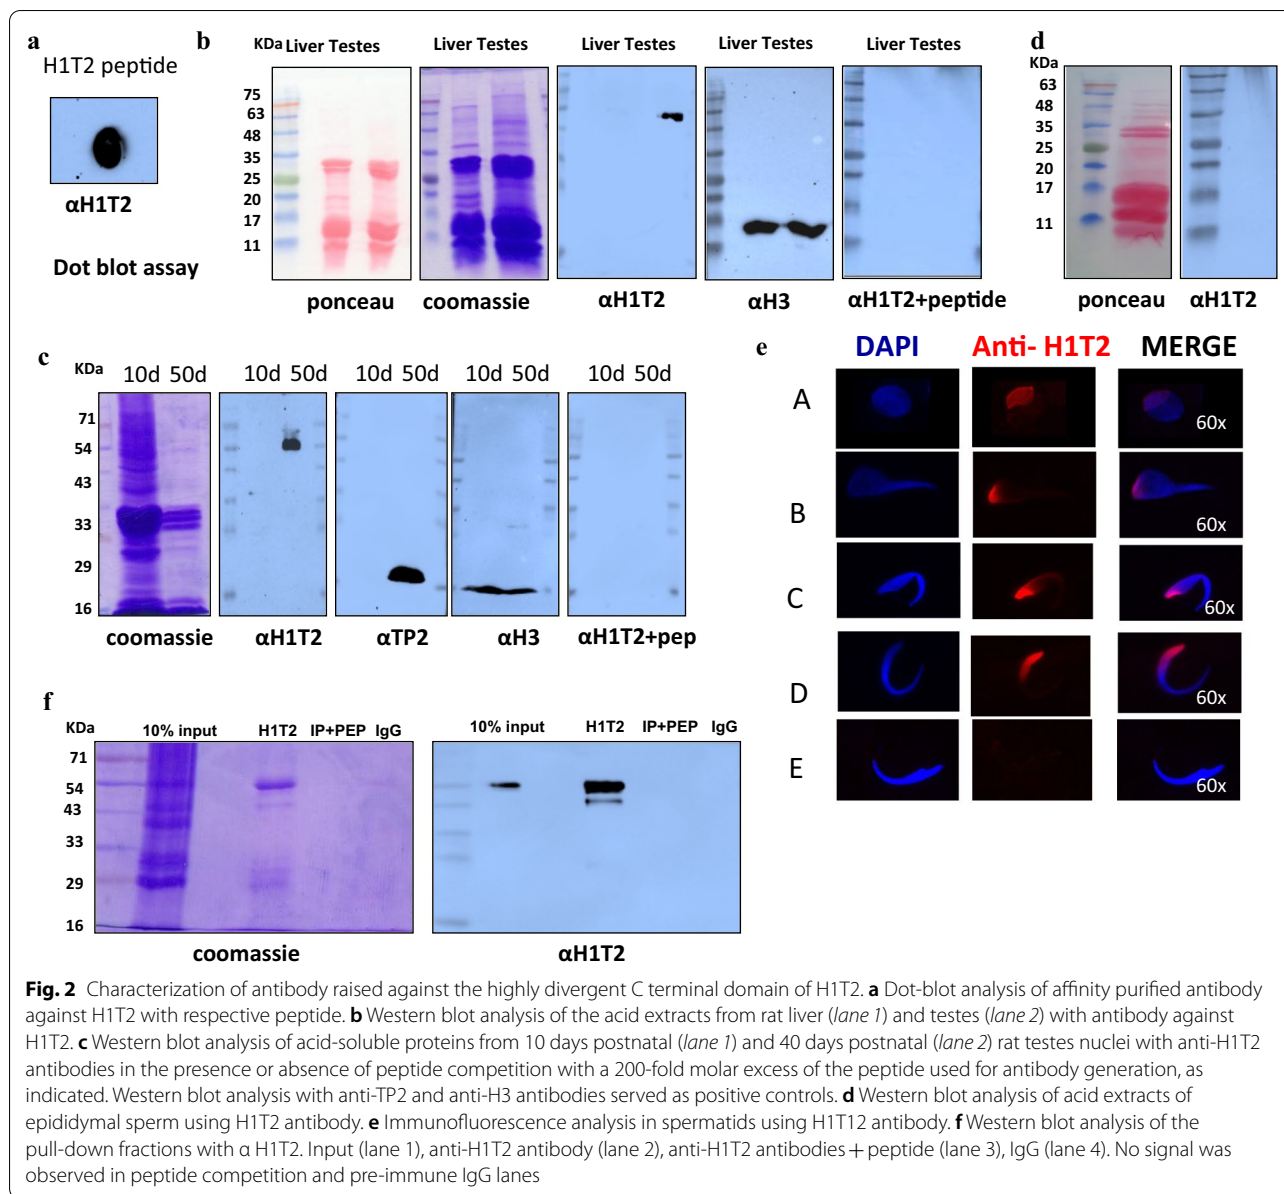 a
H1T2 peptide
αH1T2
Dot blot assay
b
KDa Liver Testes
Liver Testes
Liver Testes
Liver Testes
Liver Testes
75
63
48
35
25
20
17
11
ponceau
coomassie
αH1T2
αH3
αH1T2+peptide
d
KDa
63
48
35
25
20
17
11
ponceau
αH1T2
c
KDa
10d 50d
10d 50d
10d 50d
10d 50d
10d 50d
71
54
43
33
29
16
coomassie
αH1T2
αTP2
αH3
αH1T2+pep
e
DAPI
Anti- H1T2
MERGE
A
60x
B
60x
C
60x
D
60x
E
60x
f
KDa
10% input
H1T2
IP+PEP
IgG
10% input
H1T2
IP+PEP
IgG
71
54
43
33
29
16
coomassie
αH1T2
Fig. 2 Characterization of antibody raised against the highly divergent C terminal domain of H1T2. a Dot-blot analysis of affinity purified antibody
against H1T2 with respective peptide. b Western blot analysis of the acid extracts from rat liver (lane 1) and testes (lane 2) with antibody against
H1T2. c Western blot analysis of acid-soluble proteins from 10 days postnatal (lane 1) and 40 days postnatal (lane 2) rat testes nuclei with anti-H1T2
antibodies in the presence or absence of peptide competition with a 200-fold molar excess of the peptide used for antibody generation, as
indicated. Western blot analysis with anti-TP2 and anti-H3 antibodies served as positive controls. d Western blot analysis of acid extracts of
epididymal sperm using H1T2 antibody. e Immunofluorescence analysis in spermatids using H1T12 antibody. f Western blot analysis of the
pull-down fractions with α H1T2. Input (lane 1), anti-H1T2 antibody (lane 2), anti-H1T2 antibodies + peptide (lane 3), IgG (lane 4). No signal was
observed in peptide competition and pre-immune IgG lanes